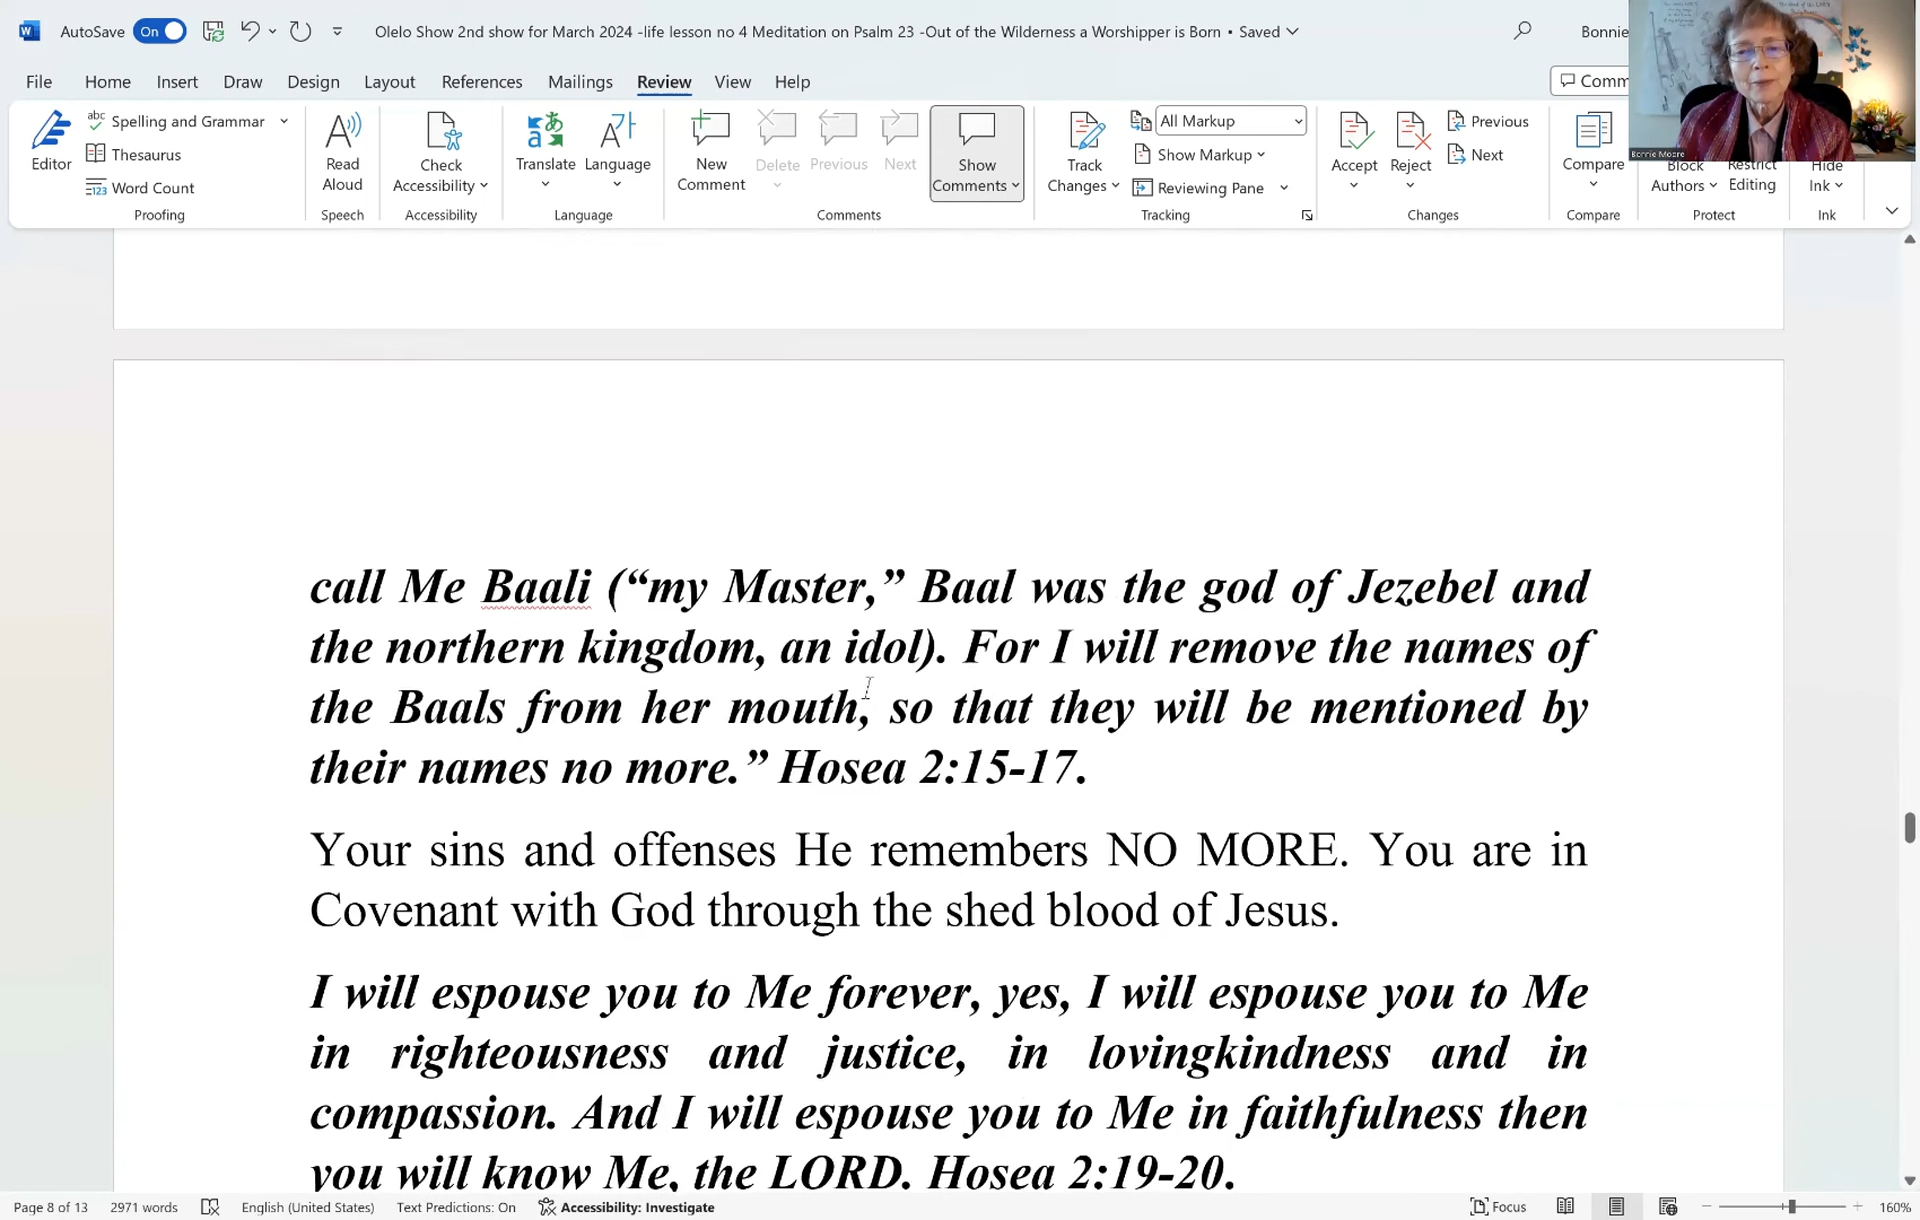 AutoSave On Olelo Show 2nd show for March 2024 -life lesson no 4 Meditation on Psalm 23 -Out of the Wilderness a Worshipper is Born • Saved Bonnie
File Home Insert Draw Design Layout References Mailings Review View Help Comm
Editor
Spelling and Grammar
Thesaurus
Word Count
Proofing
Read Aloud
Speech
Check Accessibility
Accessibility
Translate
Language
Language
New Comment
Delete
Previous
Next
Show Comments
Comments
Track Changes
All Markup
Show Markup
Reviewing Pane
Tracking
Accept
Reject
Previous
Next
Changes
Compare
Compare
Block Authors
Restrict Editing
Protect
Hide Ink
Ink
Bonnie Moore
call Me Baali (“my Master,” Baal was the god of Jezebel and
the northern kingdom, an idol). For I will remove the names of
the Baals from her mouth, so that they will be mentioned by
their names no more.” Hosea 2:15-17.
Your sins and offenses He remembers NO MORE. You are in
Covenant with God through the shed blood of Jesus.
I will espouse you to Me forever, yes, I will espouse you to Me
in righteousness and justice, in lovingkindness and in
compassion. And I will espouse you to Me in faithfulness then
you will know Me, the LORD. Hosea 2:19-20.
Page 8 of 13 2971 words English (United States) Text Predictions: On Accessibility: Investigate Focus 160%